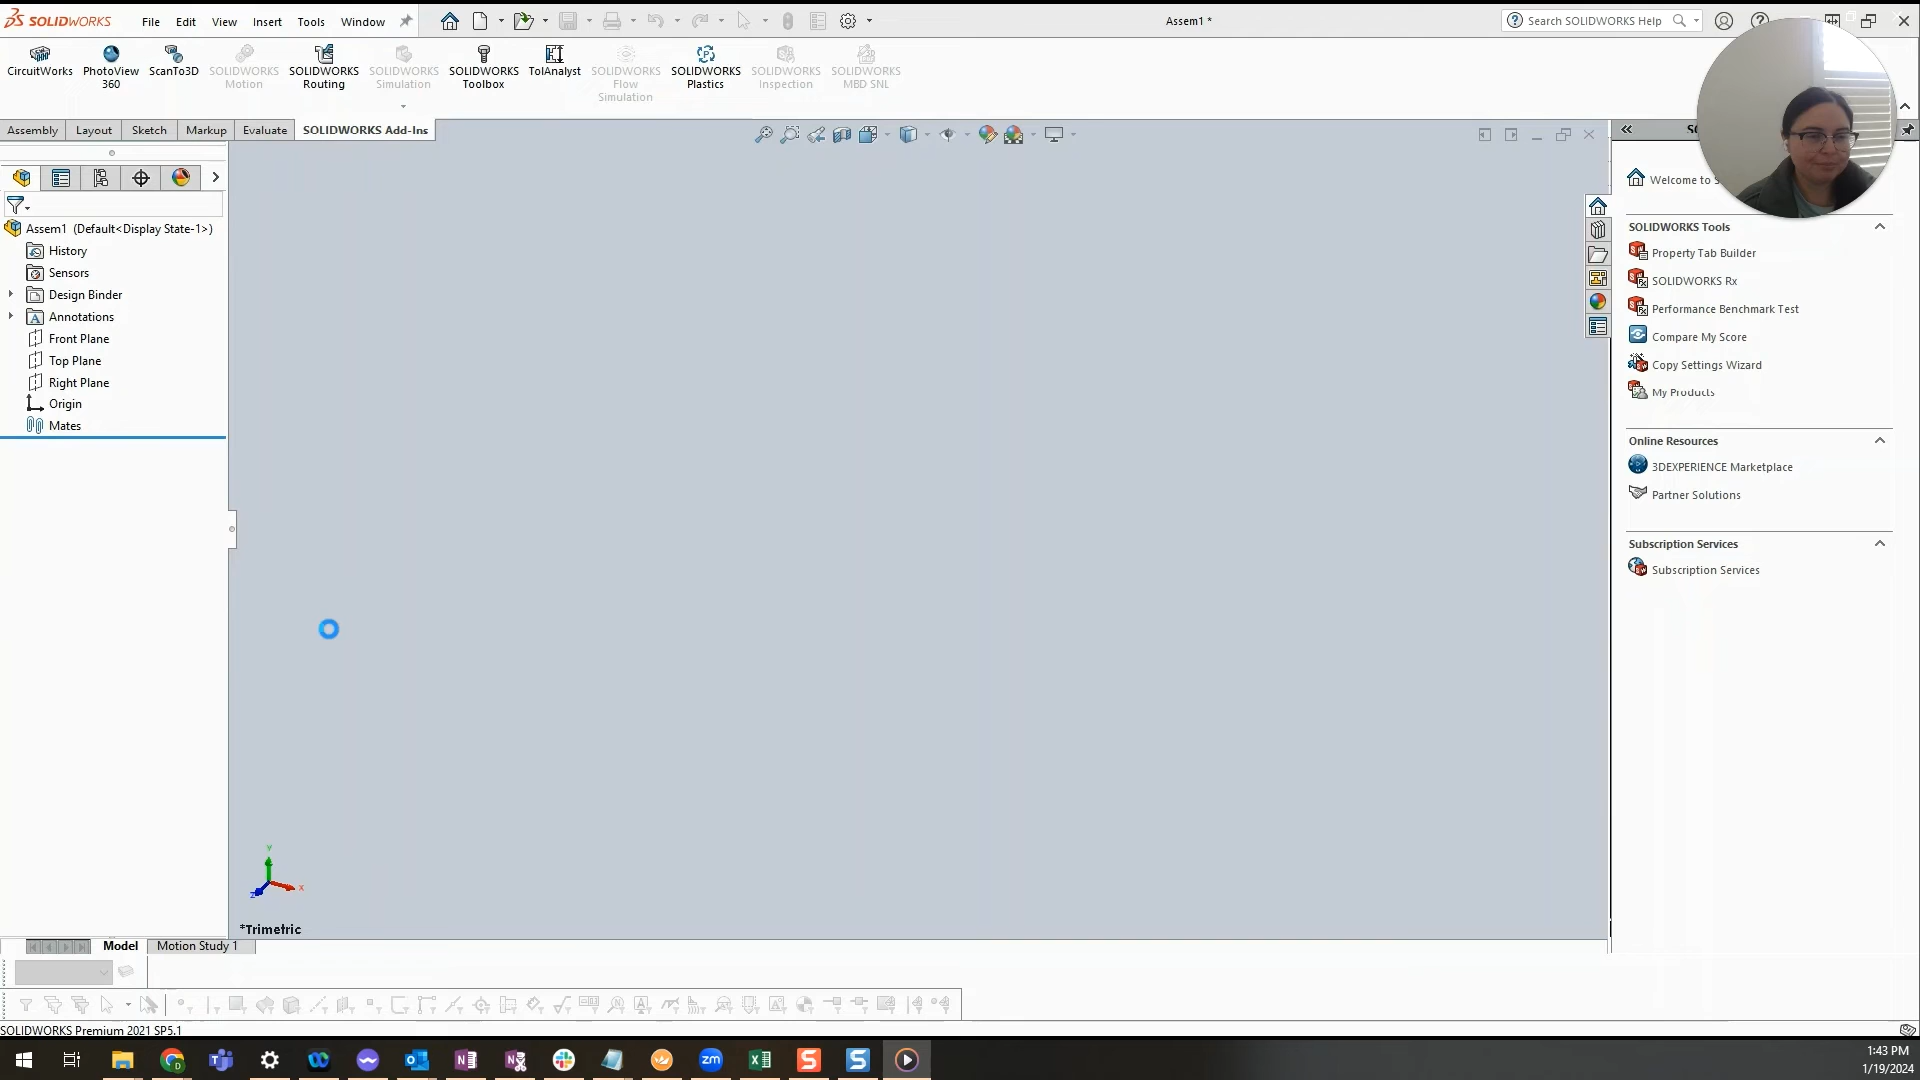 SOLIDWORKS File Edit View Insert Tools Window Assem1 * Search SOLIDWORKS Help
CircuitWorks
PhotoView
360
ScanTo3D
SOLIDWORKS
Motion
SOLIDWORKS
Routing
SOLIDWORKS
Simulation
SOLIDWORKS
Toolbox
TolAnalyst
SOLIDWORKS
Flow
Simulation
SOLIDWORKS
Plastics
SOLIDWORKS
Inspection
SOLIDWORKS
MBD SNL
Assembly Layout Sketch Markup Evaluate SOLIDWORKS Add-Ins
Assem1 (Default<Display State-1>)
History
Sensors
Design Binder
Annotations
Front Plane
Top Plane
Right Plane
Origin
Mates
Y
X
Z
*Trimetric
Model Motion Study 1
SOLIDWORKS Premium 2021 SP5.1
Welcome to S
SOLIDWORKS Tools
Property Tab Builder
SOLIDWORKS Rx
Performance Benchmark Test
Compare My Score
Copy Settings Wizard
My Products
Online Resources
3DEXPERIENCE Marketplace
Partner Solutions
Subscription Services
Subscription Services
1:43 PM
1/19/2024